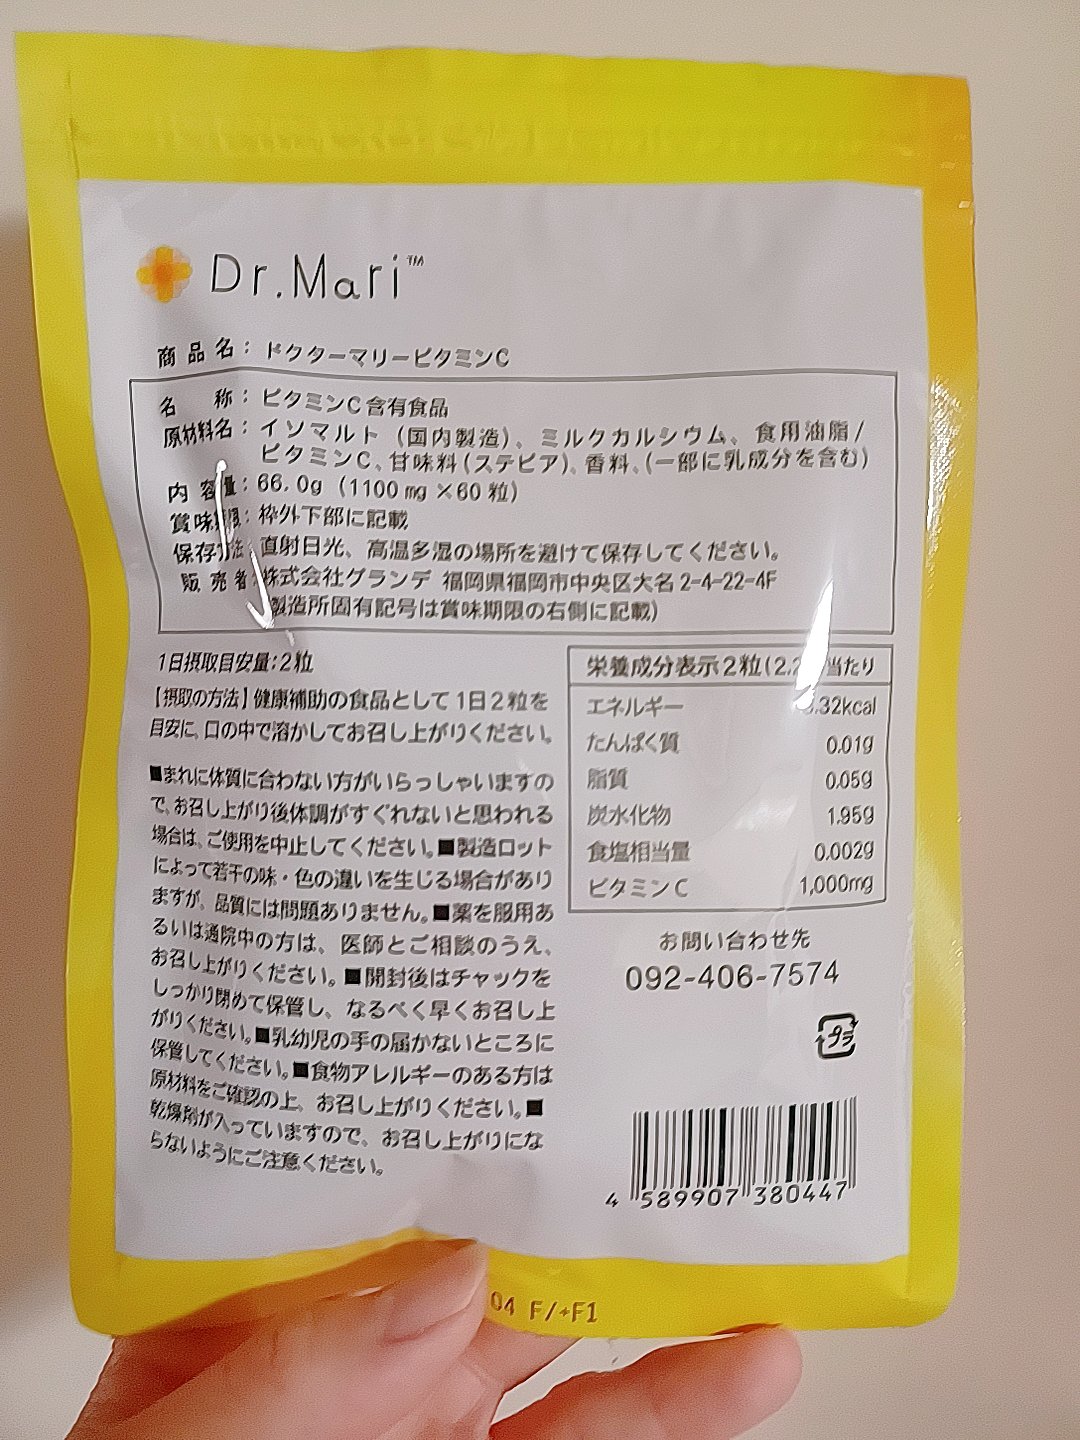 Dr.Mari™
商品名：ドクターマリービタミンC
名　称：ビタミンC含有食品
原材料名：イソマルト（国内製造）、ミルクカルシウム、食用油脂/
ビタミンC、甘味料（ステビア）、香料、（一部に乳成分を含む）
内容量：66.0g（1100mg×60粒）
賞味期限：枠外下部に記載
保存方法：直射日光、高温多湿の場所を避けて保存してください。
販売者：株式会社グランデ 福岡県福岡市中央区大名2-4-22-4F
製造所固有記号は賞味期限の右側に記載）
1日摂取目安量：2粒
【摂取の方法】健康補助の食品として1日2粒を
目安に、口の中で溶かしてお召し上がりください。
■まれに体質に合わない方がいらっしゃいますの
で、お召し上がり後体調がすぐれないと思われる
場合は、ご使用を中止してください。■製造ロット
によって若干の味・色の違いを生じる場合があり
ますが、品質には問題ありません。■薬を服用あ
るいは通院中の方は、医師とご相談のうえ、
お召し上がりください。■開封後はチャックを
しっかり閉めて保管し、なるべく早くお召し上
がりください。■乳幼児の手の届かないところに
保管してください。■食物アレルギーのある方は
原材料をご確認の上、お召し上がりください。■
乾燥剤が入っていますので、お召し上がりにな
らないようにご注意ください。
栄養成分表示2粒(2. 当たり
エネルギー .32kcal
たんぱく質 0.01g
脂質 0.05g
炭水化物 1.95g
食塩相当量 0.002g
ビタミンC 1,000mg
お問い合わせ先
092-406-7574
プラ
4 589907 380447
04 F/+F1